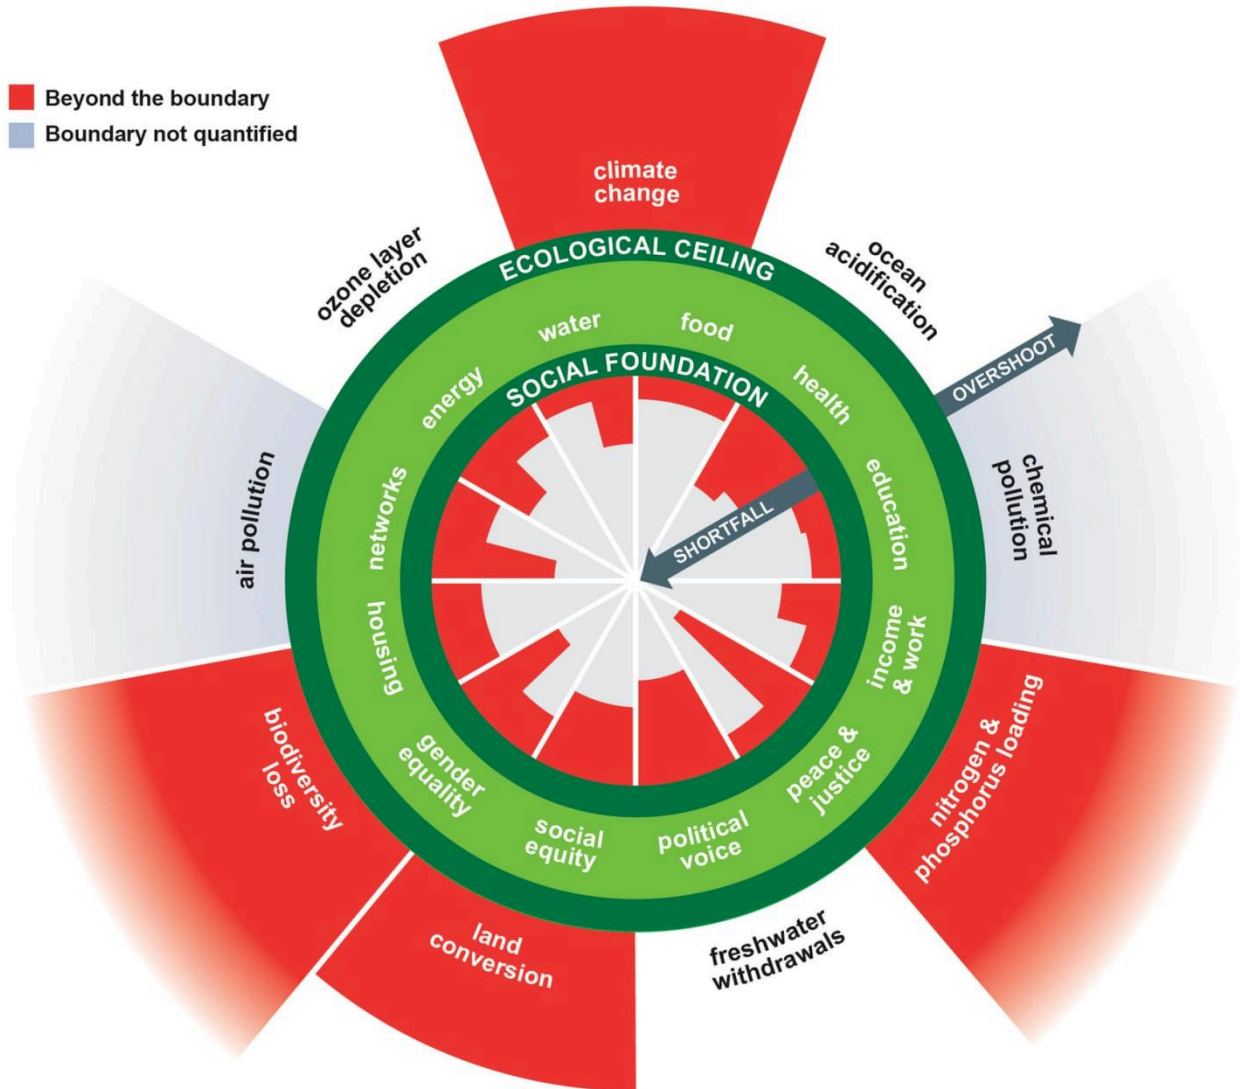 Beyond the boundary
Boundary not quantified
climate
change
ozone layer
depletion
ECOLOGICAL CEILING
ocean
acidification
water
food
energy
SOCIAL FOUNDATION
health
OVERSHOOT
air pollution
networks
SHORTFALL
education
chemical
pollution
housing
income
& work
biodiversity
loss
gender
equality
social
equity
political
voice
peace &
justice
nitrogen &
phosphorus loading
land
conversion
freshwater
withdrawals